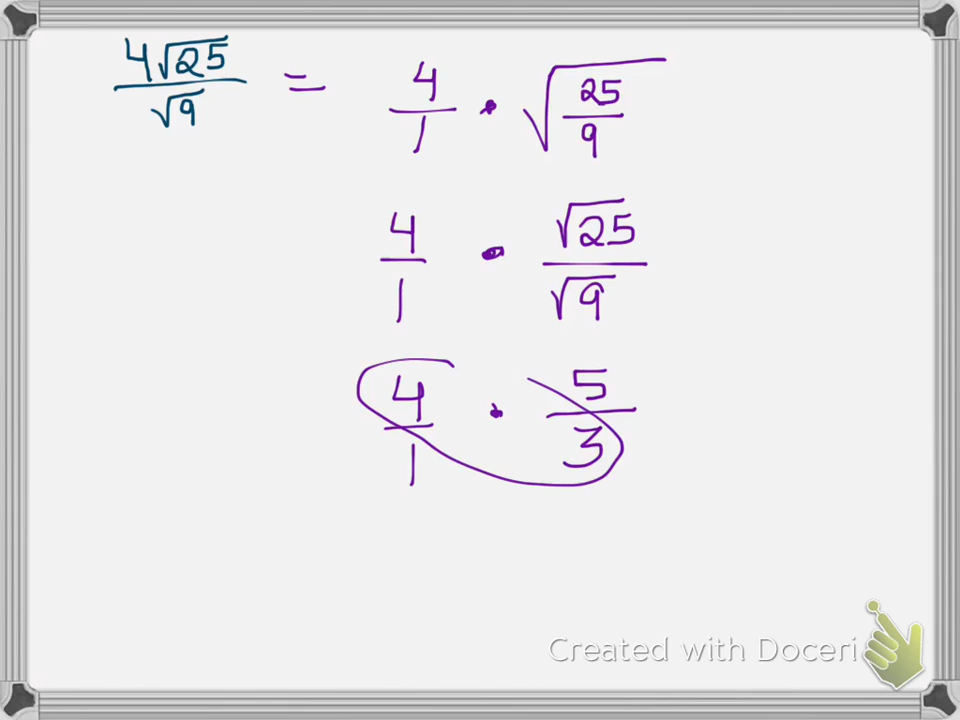 4√25/√9 = 4/1 • √(25/9)
4/1 • √25/√9
4/1 • 5/3
Created with Doceri